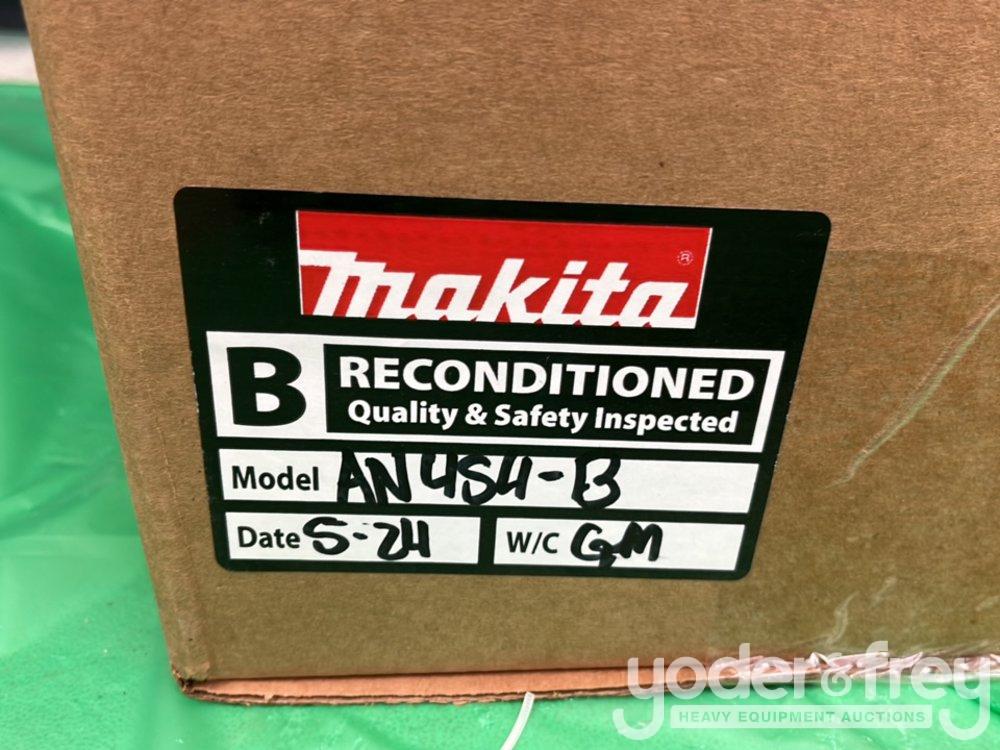 makita ®
B RECONDITIONED
Quality & Safety Inspected
Model AN454-B
Date 5-24 W/C GM
yoder & frey
HEAVY EQUIPMENT AUCTIONS